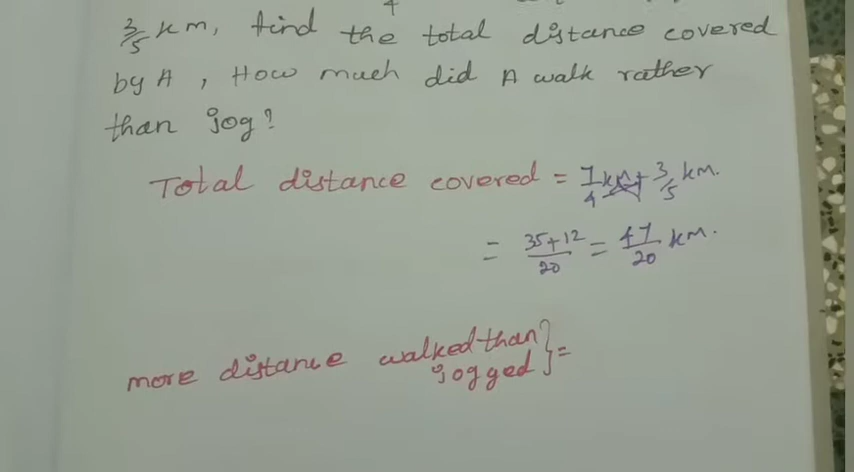 4
3/5 km, find the total distance covered
by A, How much did A walk rather
than jog?
Total distance covered = 7/4 km + 3/5 km.
= 35+12/20 = 47/20 km.
more distance walked than
jogged } =